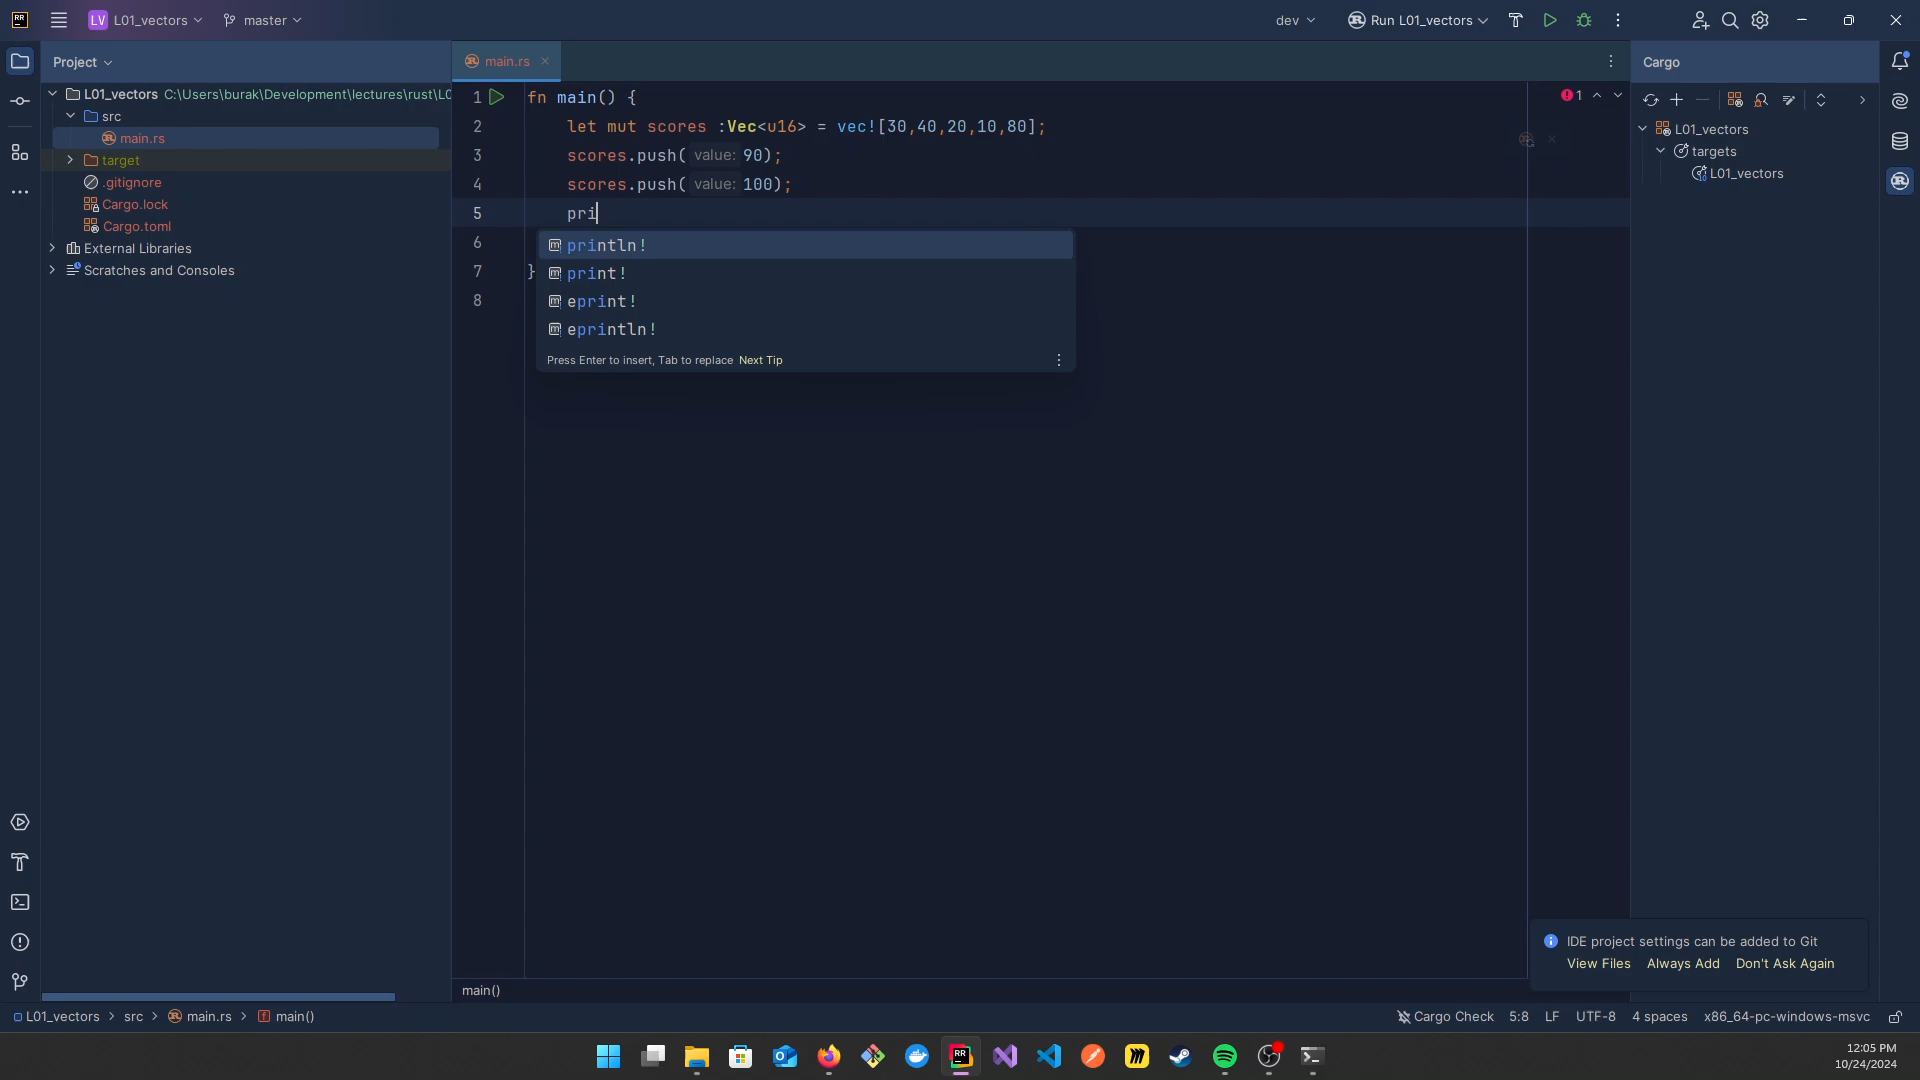 LV L01_vectors
master
dev
Run L01_vectors
Project
main.rs
Cargo
L01_vectors C:\Users\burak\Development\lectures\rust\L0
src
main.rs
target
.gitignore
Cargo.lock
Cargo.toml
External Libraries
Scratches and Consoles
1 fn main() {
2 let mut scores :Vec<u16> = vec![30,40,20,10,80];
3 scores.push( value: 90);
4 scores.push( value: 100);
5 pri
6
7 }
8
1
println!
print!
eprint!
eprintln!
Press Enter to insert, Tab to replace Next Tip
L01_vectors
targets
L01_vectors
IDE project settings can be added to Git
View Files Always Add Don't Ask Again
main()
L01_vectors > src > main.rs > main()
Cargo Check 5:8 LF UTF-8 4 spaces x86_64-pc-windows-msvc
12:05 PM
10/24/2024